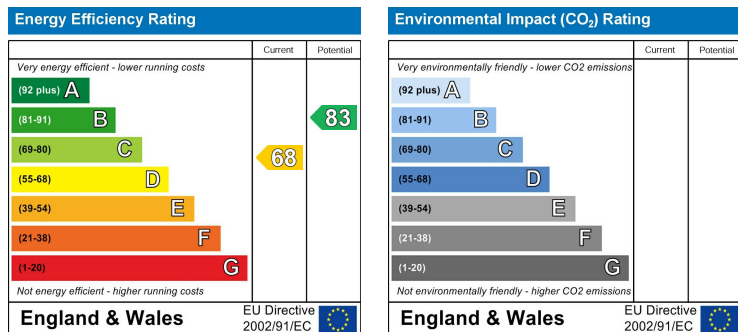 Energy Efficiency Rating
Current Potential
Very energy efficient - lower running costs
(92 plus) A
(81-91) B
83
(69-80) C
68
(55-68) D
(39-54) E
(21-38) F
(1-20) G
Not energy efficient - higher running costs
England & Wales
EU Directive
2002/91/EC
Environmental Impact (CO₂) Rating
Current Potential
Very environmentally friendly - lower CO2 emissions
(92 plus) A
(81-91) B
(69-80) C
(55-68) D
(39-54) E
(21-38) F
(1-20) G
Not environmentally friendly - higher CO2 emissions
England & Wales
EU Directive
2002/91/EC